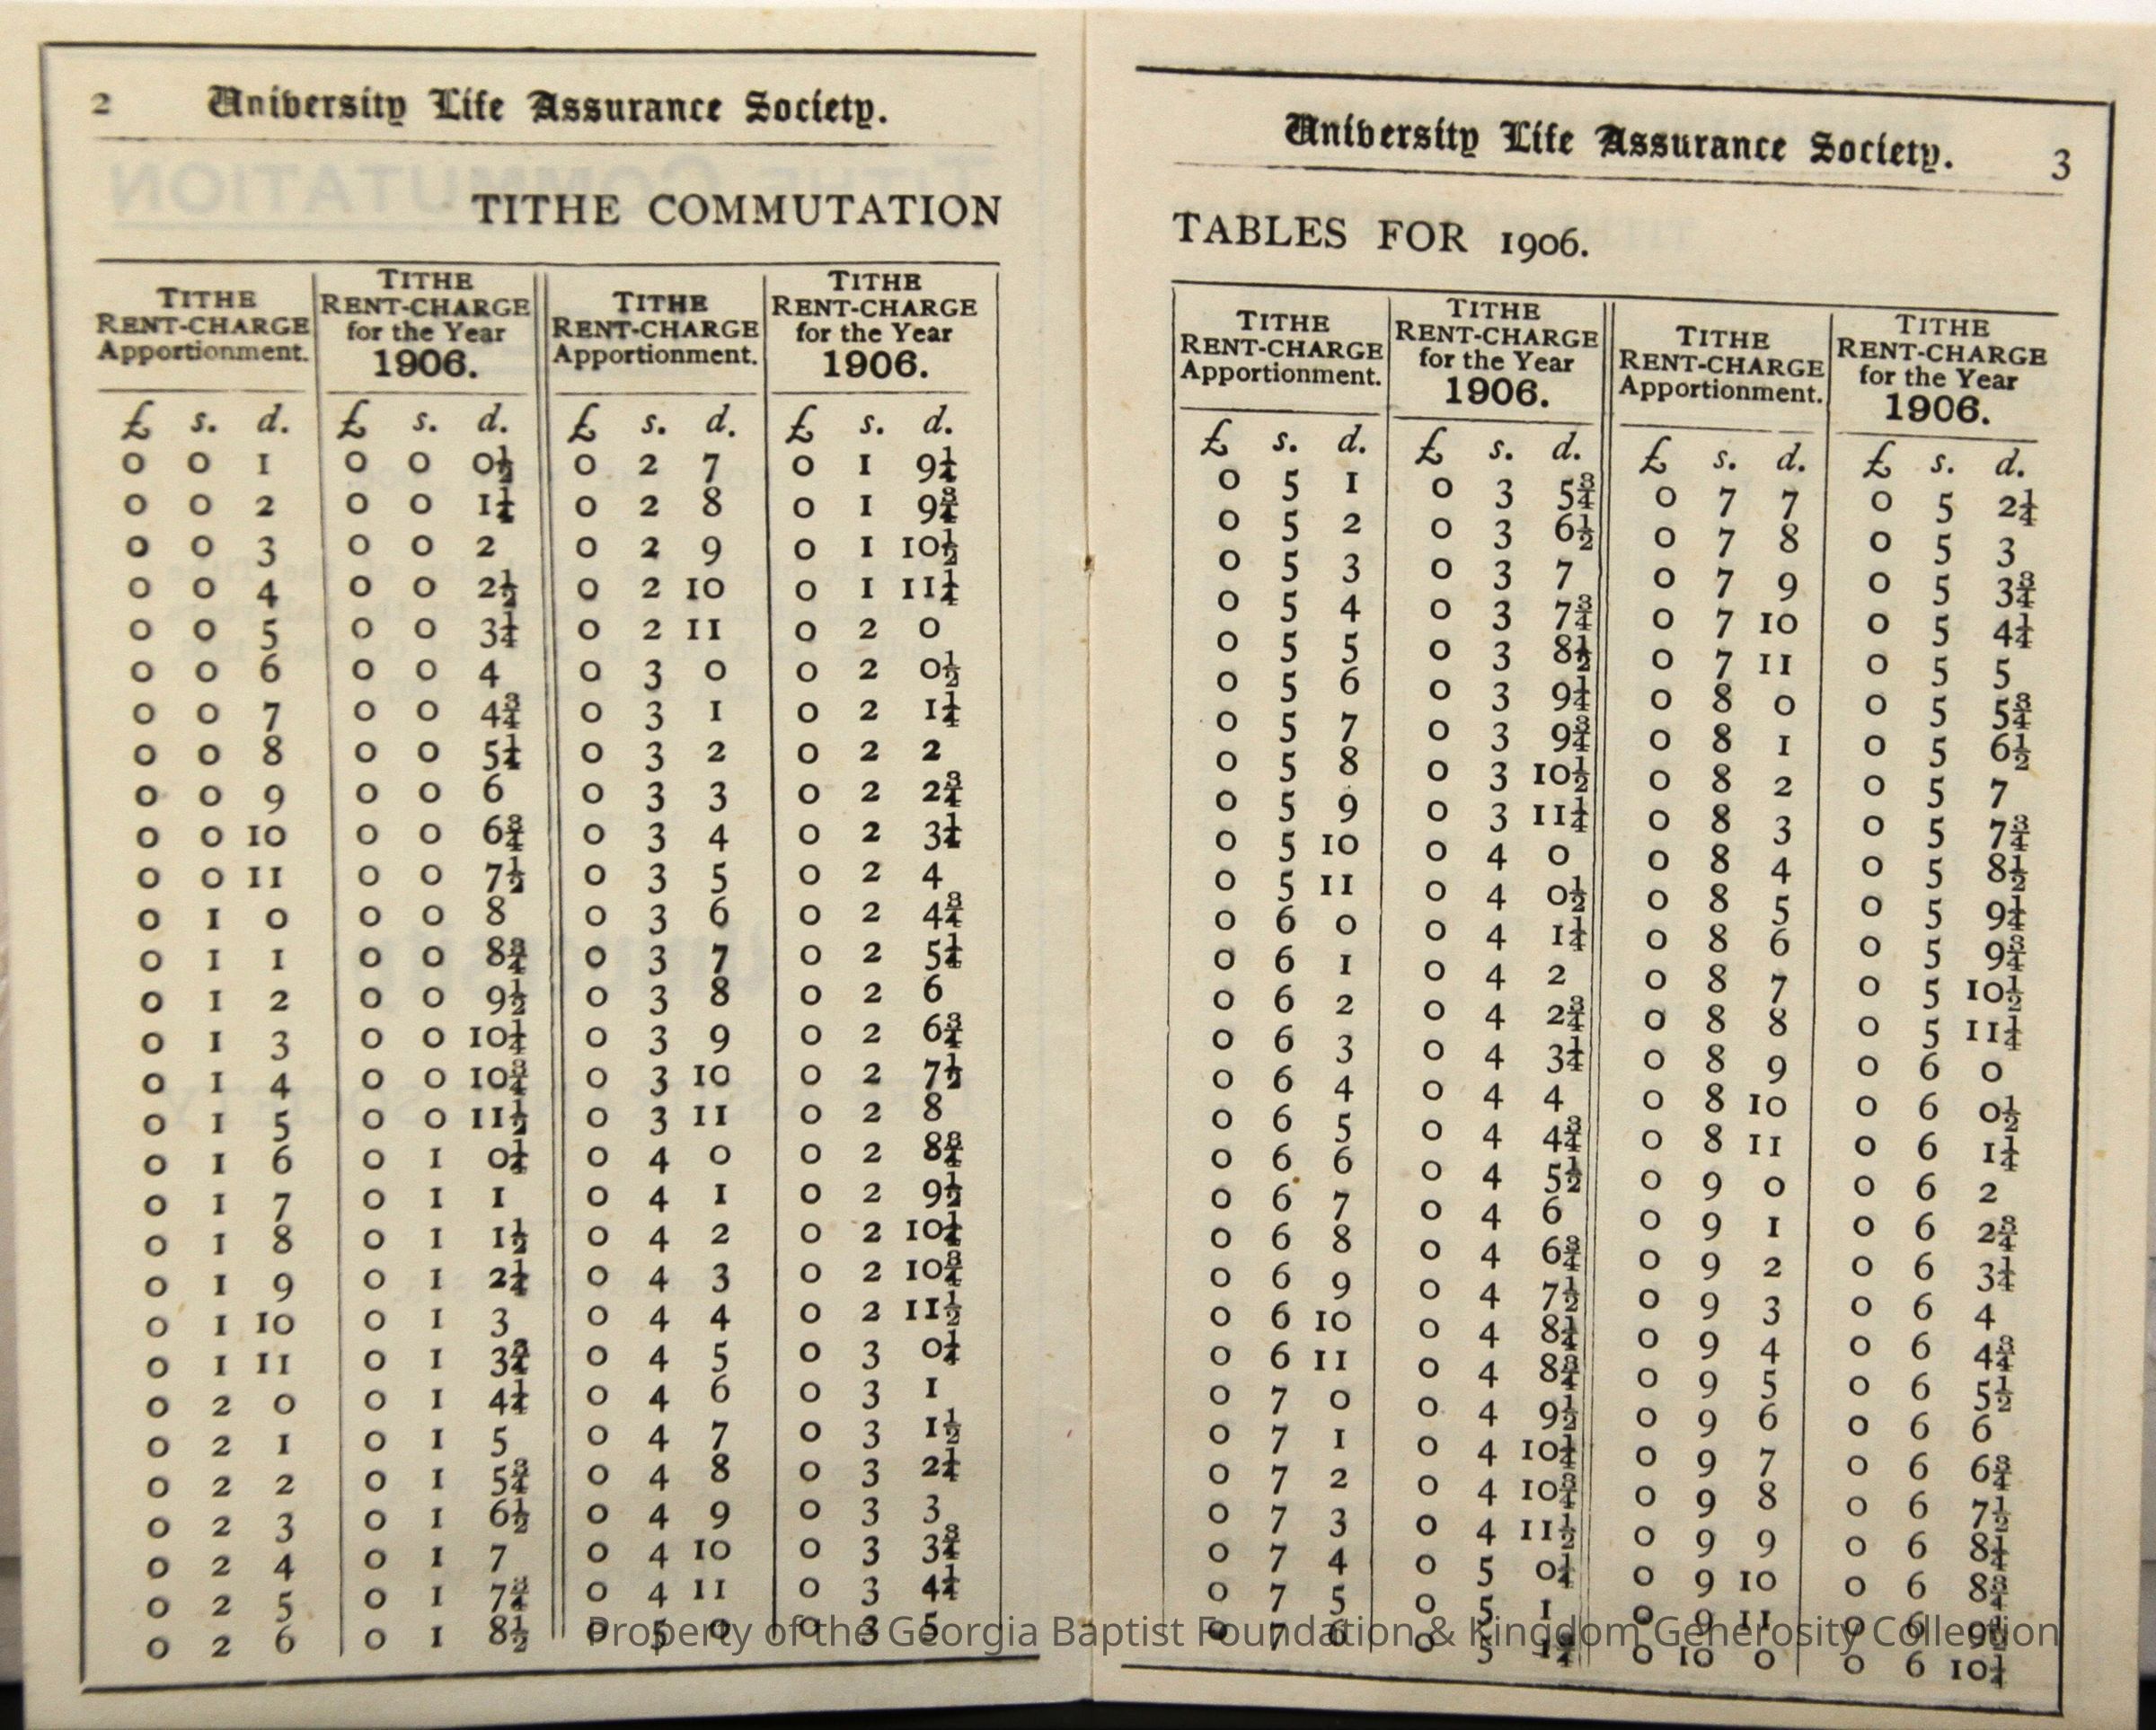 2 University Life Assurance Society.
TITHE COMMUTATION
TITHE RENT-CHARGE Apportionment. TITHE RENT-CHARGE for the Year 1906. TITHE RENT-CHARGE Apportionment. TITHE RENT-CHARGE for the Year 1906.
£ s. d. £ s. d. £ s. d. £ s. d.
0 0 1 0 0 0½ 0 2 7 0 1 9¼
0 0 2 0 0 1¼ 0 2 8 0 1 9¾
0 0 3 0 0 2 0 2 9 0 1 10½
0 0 4 0 0 2½ 0 2 10 0 1 11¼
0 0 5 0 0 3¼ 0 2 11 0 2 0
0 0 6 0 0 4 0 3 0 0 2 0½
0 0 7 0 0 4¾ 0 3 1 0 2 1¼
0 0 8 0 0 5¼ 0 3 2 0 2 2
0 0 9 0 0 6 0 3 3 0 2 2¾
0 0 10 0 0 6¾ 0 3 4 0 2 3¼
0 0 11 0 0 7½ 0 3 5 0 2 4
0 1 0 0 0 8 0 3 6 0 2 4¾
0 1 1 0 0 8¾ 0 3 7 0 2 5¼
0 1 2 0 0 9½ 0 3 8 0 2 6
0 1 3 0 0 10¼ 0 3 9 0 2 6¾
0 1 4 0 0 10¾ 0 3 10 0 2 7½
0 1 5 0 0 11½ 0 3 11 0 2 8
0 1 6 0 1 0¼ 0 4 0 0 2 8¾
0 1 7 0 1 1 0 4 1 0 2 9½
0 1 8 0 1 1½ 0 4 2 0 2 10¼
0 1 9 0 1 2¼ 0 4 3 0 2 10¾
0 1 10 0 1 3 0 4 4 0 2 11½
0 1 11 0 1 3¾ 0 4 5 0 3 0¼
0 2 0 0 1 4¼ 0 4 6 0 3 1
0 2 1 0 1 5 0 4 7 0 3 1½
0 2 2 0 1 5¾ 0 4 8 0 3 2¼
0 2 3 0 1 6½ 0 4 9 0 3 3
0 2 4 0 1 7 0 4 10 0 3 3¾
0 2 5 0 1 7¾ 0 4 11 0 3 4¼
0 2 6 0 1 8½ 0 5 0 0 3 5
University Life Assurance Society. 3
TABLES FOR 1906.
TITHE RENT-CHARGE Apportionment. TITHE RENT-CHARGE for the Year 1906. TITHE RENT-CHARGE Apportionment. TITHE RENT-CHARGE for the Year 1906.
£ s. d. £ s. d. £ s. d. £ s. d.
0 5 1 0 3 5¾ 0 7 7 0 5 2¼
0 5 2 0 3 6½ 0 7 8 0 5 3
0 5 3 0 3 7 0 7 9 0 5 3¾
0 5 4 0 3 7¾ 0 7 10 0 5 4¼
0 5 5 0 3 8½ 0 7 11 0 5 5
0 5 6 0 3 9¼ 0 8 0 0 5 5¾
0 5 7 0 3 9¾ 0 8 1 0 5 6½
0 5 8 0 3 10½ 0 8 2 0 5 7
0 5 9 0 3 11¼ 0 8 3 0 5 7¾
0 5 10 0 4 0 0 8 4 0 5 8½
0 5 11 0 4 0½ 0 8 5 0 5 9¼
0 6 0 0 4 1¼ 0 8 6 0 5 9¾
0 6 1 0 4 2 0 8 7 0 5 10½
0 6 2 0 4 2¾ 0 8 8 0 5 11¼
0 6 3 0 4 3¼ 0 8 9 0 6 0
0 6 4 0 4 4 0 8 10 0 6 0½
0 6 5 0 4 4¾ 0 8 11 0 6 1¼
0 6 6 0 4 5½ 0 9 0 0 6 2
0 6 7 0 4 6 0 9 1 0 6 2¾
0 6 8 0 4 6¾ 0 9 2 0 6 3¼
0 6 9 0 4 7½ 0 9 3 0 6 4
0 6 10 0 4 8¼ 0 9 4 0 6 4¾
0 6 11 0 4 8¾ 0 9 5 0 6 5½
0 7 0 0 4 9½ 0 9 6 0 6 6
0 7 1 0 4 10¼ 0 9 7 0 6 6¾
0 7 2 0 4 10¾ 0 9 8 0 6 7½
0 7 3 0 4 11½ 0 9 9 0 6 8¼
0 7 4 0 5 0¼ 0 9 10 0 6 8¾
0 7 5 0 5 1 0 9 11 0 6
0 7 6 0 5 1¾ 0 10 0 0 6 10¼
Property of the Georgia Baptist Foundation & Kingdom Generosity Collection